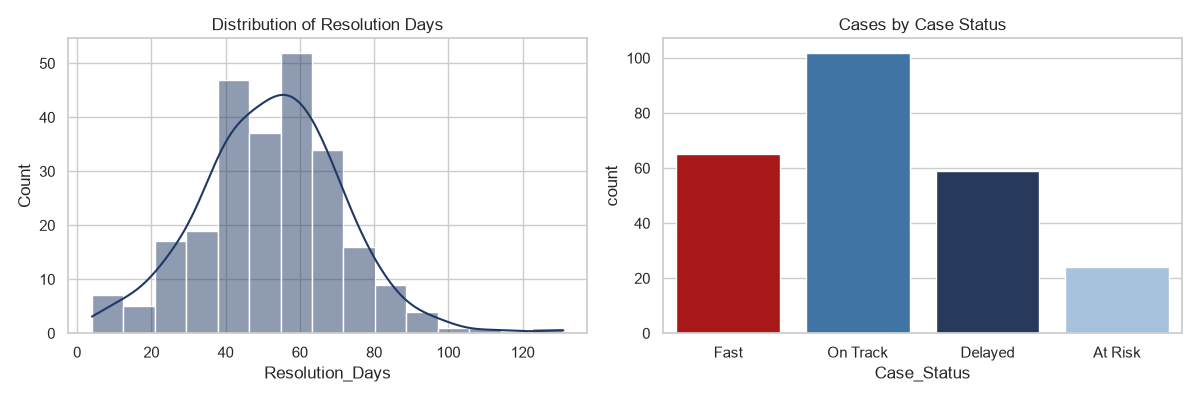 Distribution of Resolution Days
50
40
30
20
10
0
Count
0 20 40 60 80 100 120
Resolution_Days
Cases by Case Status
100
80
60
40
20
0
count
Fast On Track Delayed At Risk
Case_Status